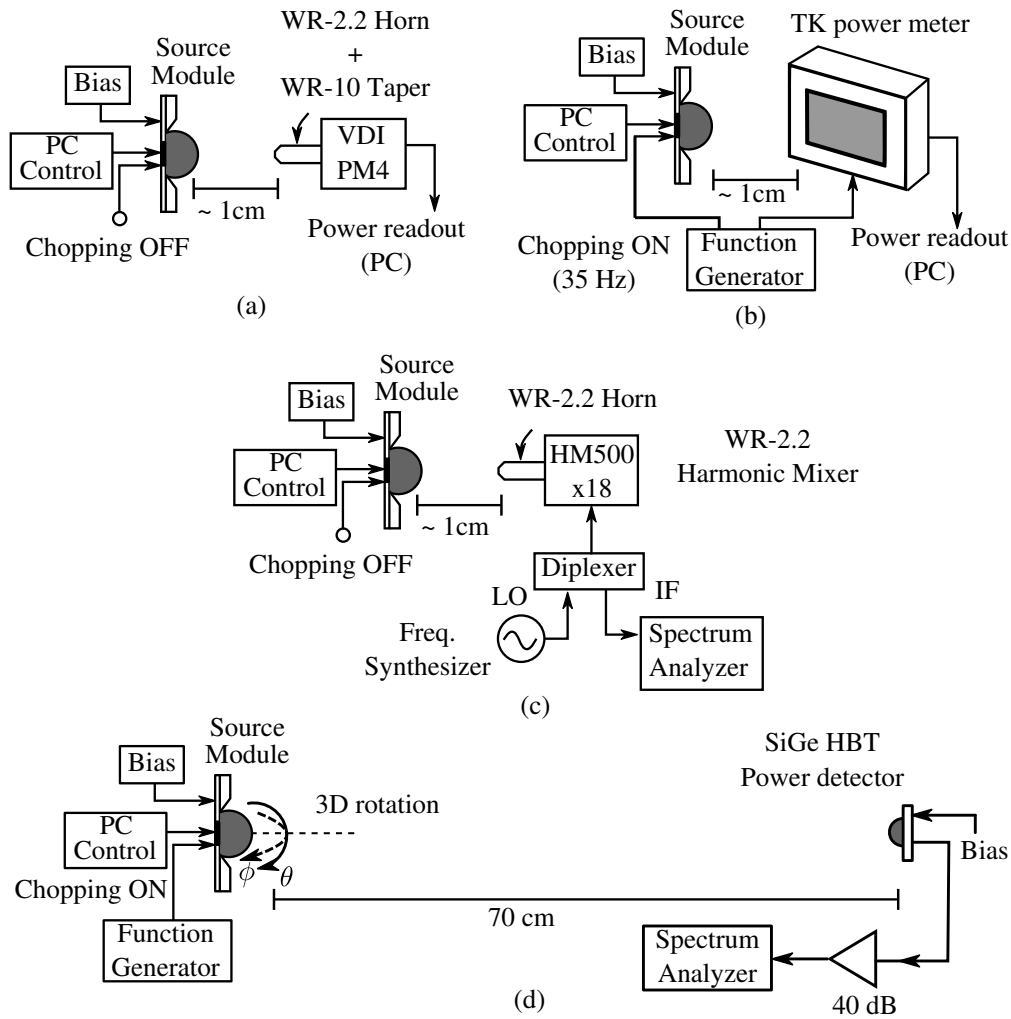 WR-2.2 Horn
+
WR-10 Taper
Source
Module
Bias
PC
Control
VDI
PM4
~ 1cm
Chopping OFF
Power readout
(PC)
(a)
TK power meter
Source
Module
Bias
PC
Control
~ 1cm
Chopping ON
(35 Hz)
Function
Generator
Power readout
(PC)
(b)
Source
Module
Bias
WR-2.2 Horn
PC
Control
HM500
x18
WR-2.2
Harmonic Mixer
~ 1cm
Chopping OFF
Diplexer
LO
IF
Freq.
Synthesizer
Spectrum
Analyzer
(c)
Source
Module
Bias
SiGe HBT
Power detector
3D rotation
PC
Control
ϕ
θ
Bias
Chopping ON
70 cm
Function
Generator
Spectrum
Analyzer
40 dB
(d)